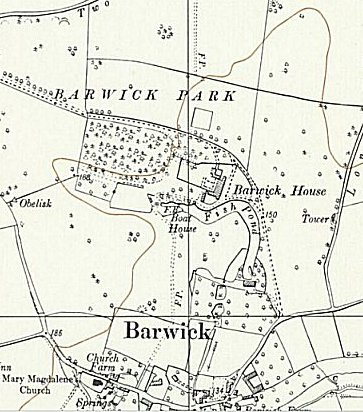 T
o
F.P.
BARWICK PARK
166
Barwick House
F.B.
Fish Pond
150
Obelisk
Tower
Boat
House
F.P.
Barwick
185
Church
Farm
Mary Magdalene
Church
Springs
134